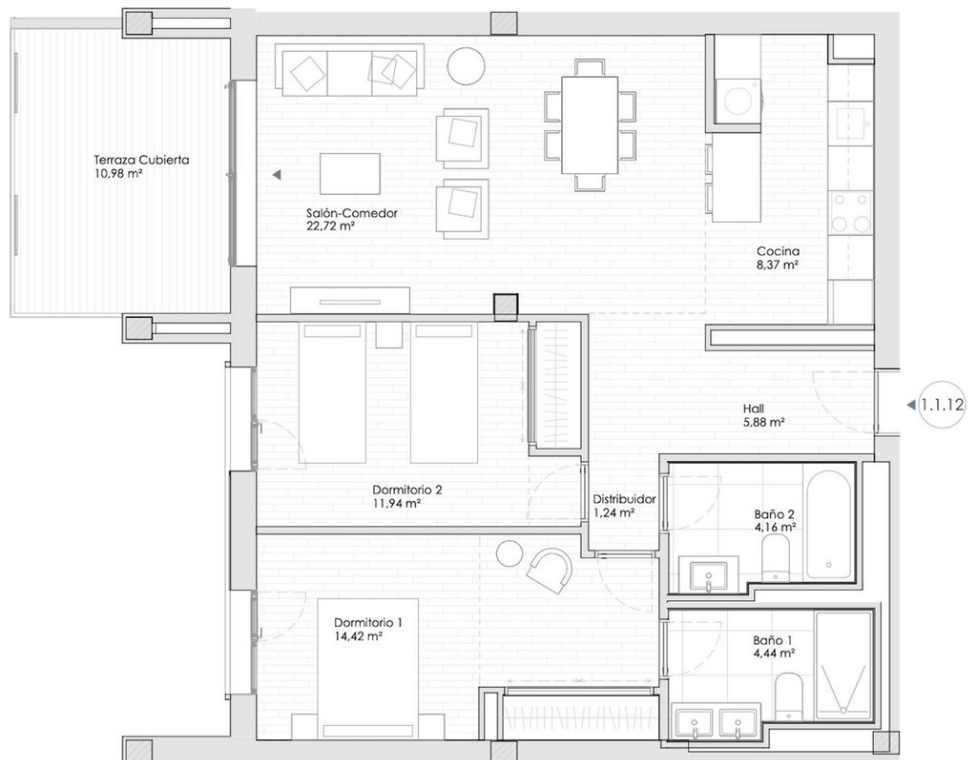 Terraza Cubierta
10,98 m²
Salón-Comedor
22,72 m²
Cocina
8,37 m²
Hall
5,88 m²
1.1.12
Dormitorio 2
11,94 m²
Distribuidor
1,24 m²
Baño 2
4,16 m²
Dormitorio 1
14,42 m²
Baño 1
4,44 m²